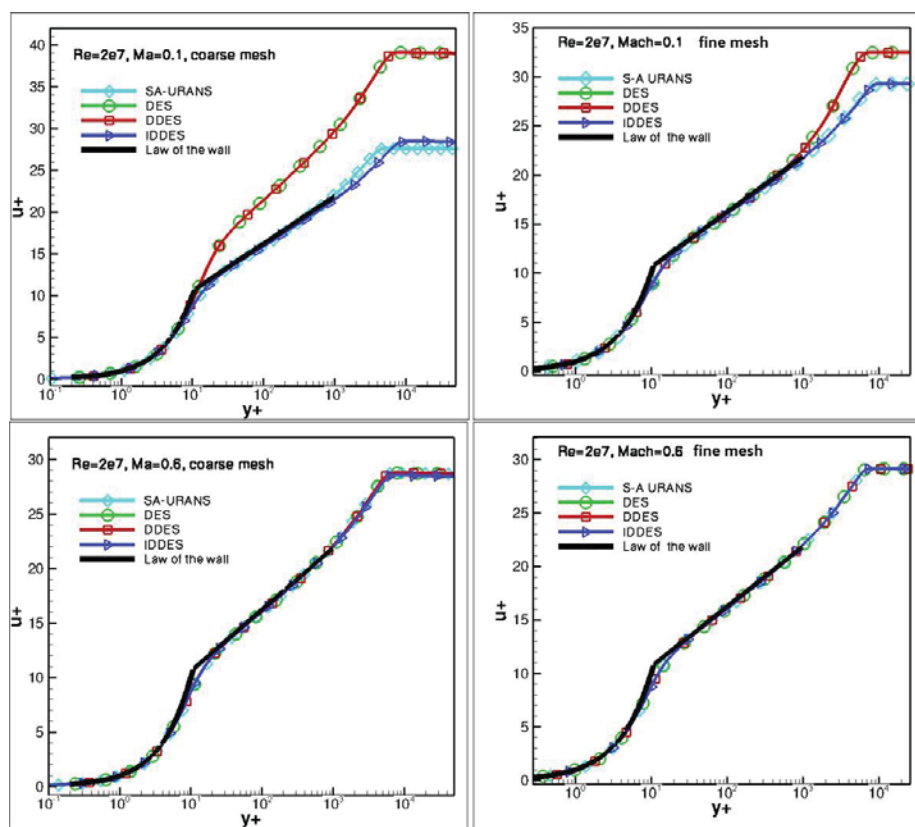 Re=2e7, Ma=0.1, coarse mesh
SA-URANS
DES
DDES
IDDES
Law of the wall
40
35
30
25
20
15
10
5
0
u+
10-1
100
101
102
103
104
y+
Re=2e7, Mach=0.1 fine mesh
S-A URANS
DES
DDES
IDDES
Law of the wall
35
30
25
20
15
10
5
0
u+
100
101
102
103
104
y+
Re=2e7, Ma=0.6, coarse mesh
SA-URANS
DES
DDES
IDDES
Law of the wall
30
25
20
15
10
5
0
u+
10-1
100
101
102
103
104
y+
Re=2e7, Mach=0.6 fine mesh
S-A URANS
DES
DDES
IDDES
Law of the wall
30
25
20
15
10
5
0
u+
100
101
102
103
104
y+